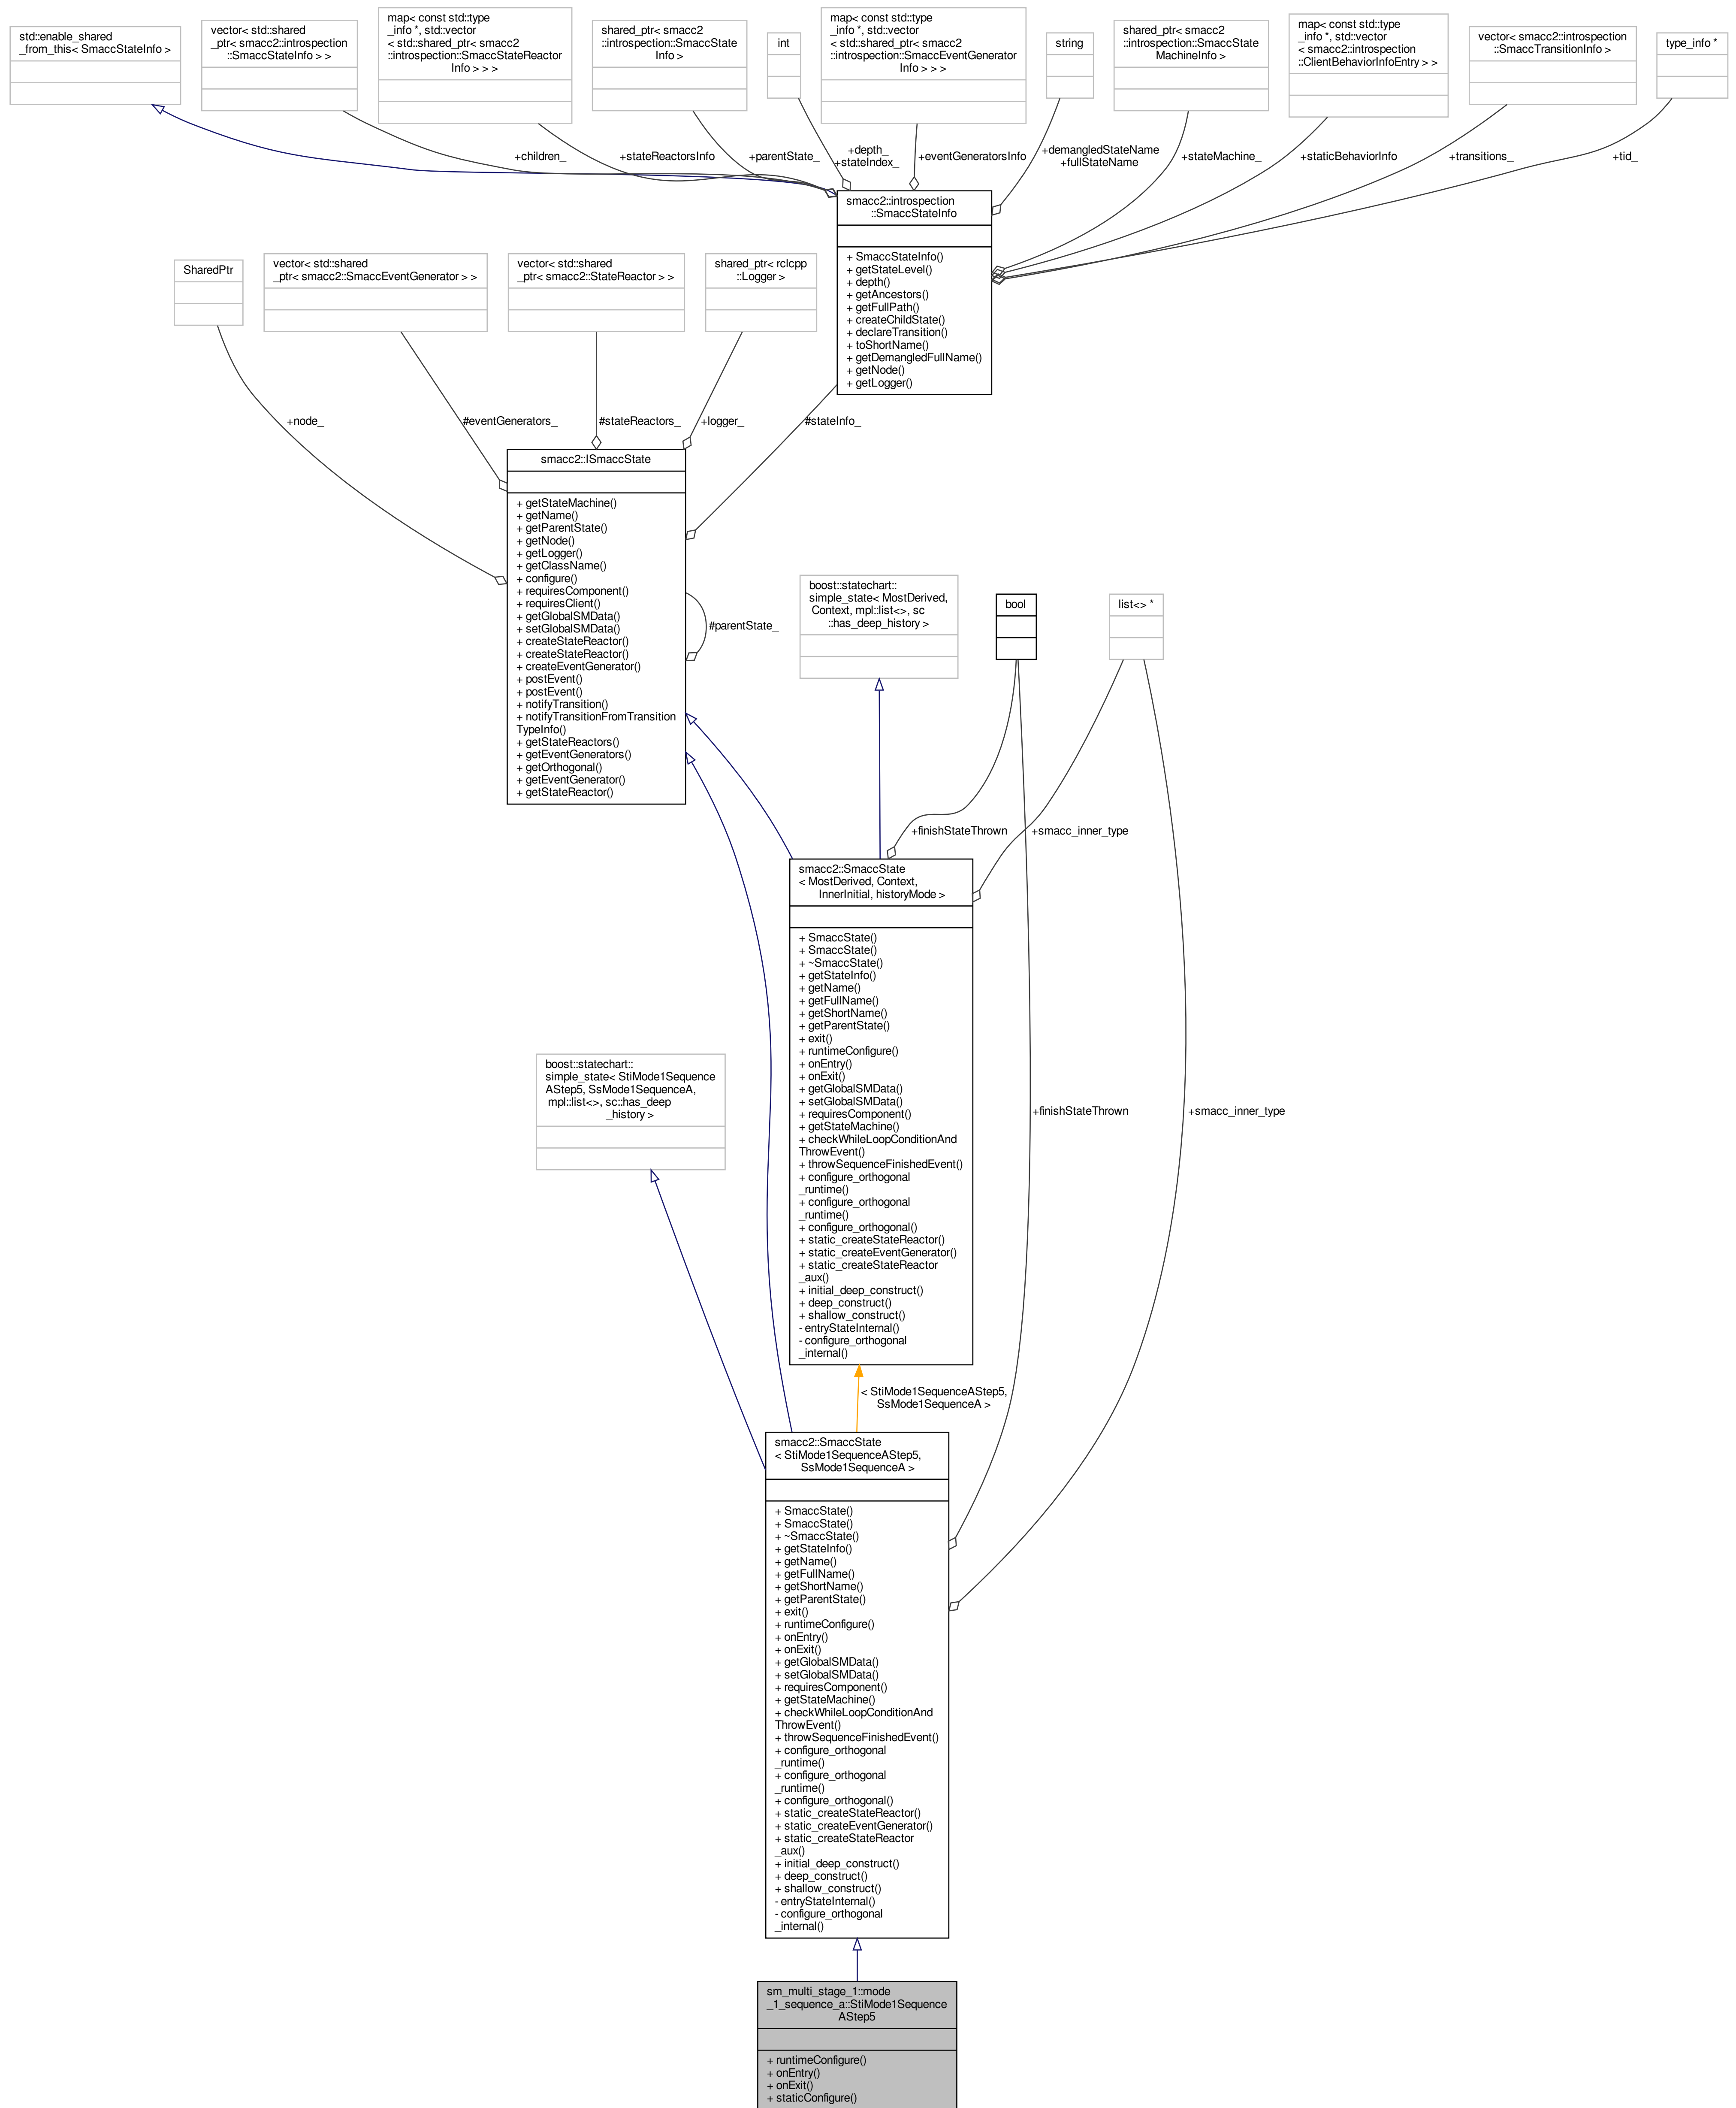 std::enable_shared
_from_this< SmaccStateInfo >
vector< std::shared
_ptr< smacc2::introspection
::SmaccStateInfo > >
map< const std::type
_info *, std::vector
< std::shared_ptr< smacc2
::introspection::SmaccStateReactor
Info > > >
shared_ptr< smacc2
::introspection::SmaccState
Info >
int
map< const std::type
_info *, std::vector
< std::shared_ptr< smacc2
::introspection::SmaccEventGenerator
Info > > >
string
shared_ptr< smacc2
::introspection::SmaccState
MachineInfo >
map< const std::type
_info *, std::vector
< smacc2::introspection
::ClientBehaviorInfoEntry > >
vector< smacc2::introspection
::SmaccTransitionInfo >
type_info *
+children_
+stateReactorsInfo
+parentState_
+depth_
+stateIndex_
+eventGeneratorsInfo
+demangledStateName
+fullStateName
+stateMachine_
+staticBehaviorInfo
+transitions_
+tid_
smacc2::introspection
::SmaccStateInfo
+ SmaccStateInfo()
+ getStateLevel()
+ depth()
+ getAncestors()
+ getFullPath()
+ createChildState()
+ declareTransition()
+ toShortName()
+ getDemangledFullName()
+ getNode()
+ getLogger()
SharedPtr
vector< std::shared
_ptr< smacc2::SmaccEventGenerator > >
vector< std::shared
_ptr< smacc2::StateReactor > >
shared_ptr< rclcpp
::Logger >
+node_
#eventGenerators_
#stateReactors_
+logger_
#stateInfo_
smacc2::ISmaccState
+ getStateMachine()
+ getName()
+ getParentState()
+ getNode()
+ getLogger()
+ getClassName()
+ configure()
+ requiresComponent()
+ requiresClient()
+ getGlobalSMData()
+ setGlobalSMData()
+ createStateReactor()
+ createStateReactor()
+ createEventGenerator()
+ postEvent()
+ postEvent()
+ notifyTransition()
+ notifyTransitionFromTransition
TypeInfo()
+ getStateReactors()
+ getEventGenerators()
+ getOrthogonal()
+ getEventGenerator()
+ getStateReactor()
#parentState_
boost::statechart::
simple_state< MostDerived,
Context, mpl::list<>, sc
::has_deep_history >
bool
list<> *
+finishStateThrown
+smacc_inner_type
smacc2::SmaccState
< MostDerived, Context,
InnerInitial, historyMode >
+ SmaccState()
+ SmaccState()
+ ~SmaccState()
+ getStateInfo()
+ getName()
+ getFullName()
+ getShortName()
+ getParentState()
+ exit()
+ runtimeConfigure()
+ onEntry()
+ onExit()
+ getGlobalSMData()
+ setGlobalSMData()
+ requiresComponent()
+ getStateMachine()
+ checkWhileLoopConditionAnd
ThrowEvent()
+ throwSequenceFinishedEvent()
+ configure_orthogonal
_runtime()
+ configure_orthogonal
_runtime()
+ configure_orthogonal()
+ static_createStateReactor()
+ static_createEventGenerator()
+ static_createStateReactor
_aux()
+ initial_deep_construct()
+ deep_construct()
+ shallow_construct()
- entryStateInternal()
- configure_orthogonal
_internal()
boost::statechart::
simple_state< StiMode1Sequence
AStep5, SsMode1SequenceA,
mpl::list<>, sc::has_deep
_history >
+finishStateThrown
+smacc_inner_type
< StiMode1SequenceAStep5,
SsMode1SequenceA >
smacc2::SmaccState
< StiMode1SequenceAStep5,
SsMode1SequenceA >
+ SmaccState()
+ SmaccState()
+ ~SmaccState()
+ getStateInfo()
+ getName()
+ getFullName()
+ getShortName()
+ getParentState()
+ exit()
+ runtimeConfigure()
+ onEntry()
+ onExit()
+ getGlobalSMData()
+ setGlobalSMData()
+ requiresComponent()
+ getStateMachine()
+ checkWhileLoopConditionAnd
ThrowEvent()
+ throwSequenceFinishedEvent()
+ configure_orthogonal
_runtime()
+ configure_orthogonal
_runtime()
+ configure_orthogonal()
+ static_createStateReactor()
+ static_createEventGenerator()
+ static_createStateReactor
_aux()
+ initial_deep_construct()
+ deep_construct()
+ shallow_construct()
- entryStateInternal()
- configure_orthogonal
_internal()
sm_multi_stage_1::mode
_1_sequence_a::StiMode1Sequence
AStep5
+ runtimeConfigure()
+ onEntry()
+ onExit()
+ staticConfigure()